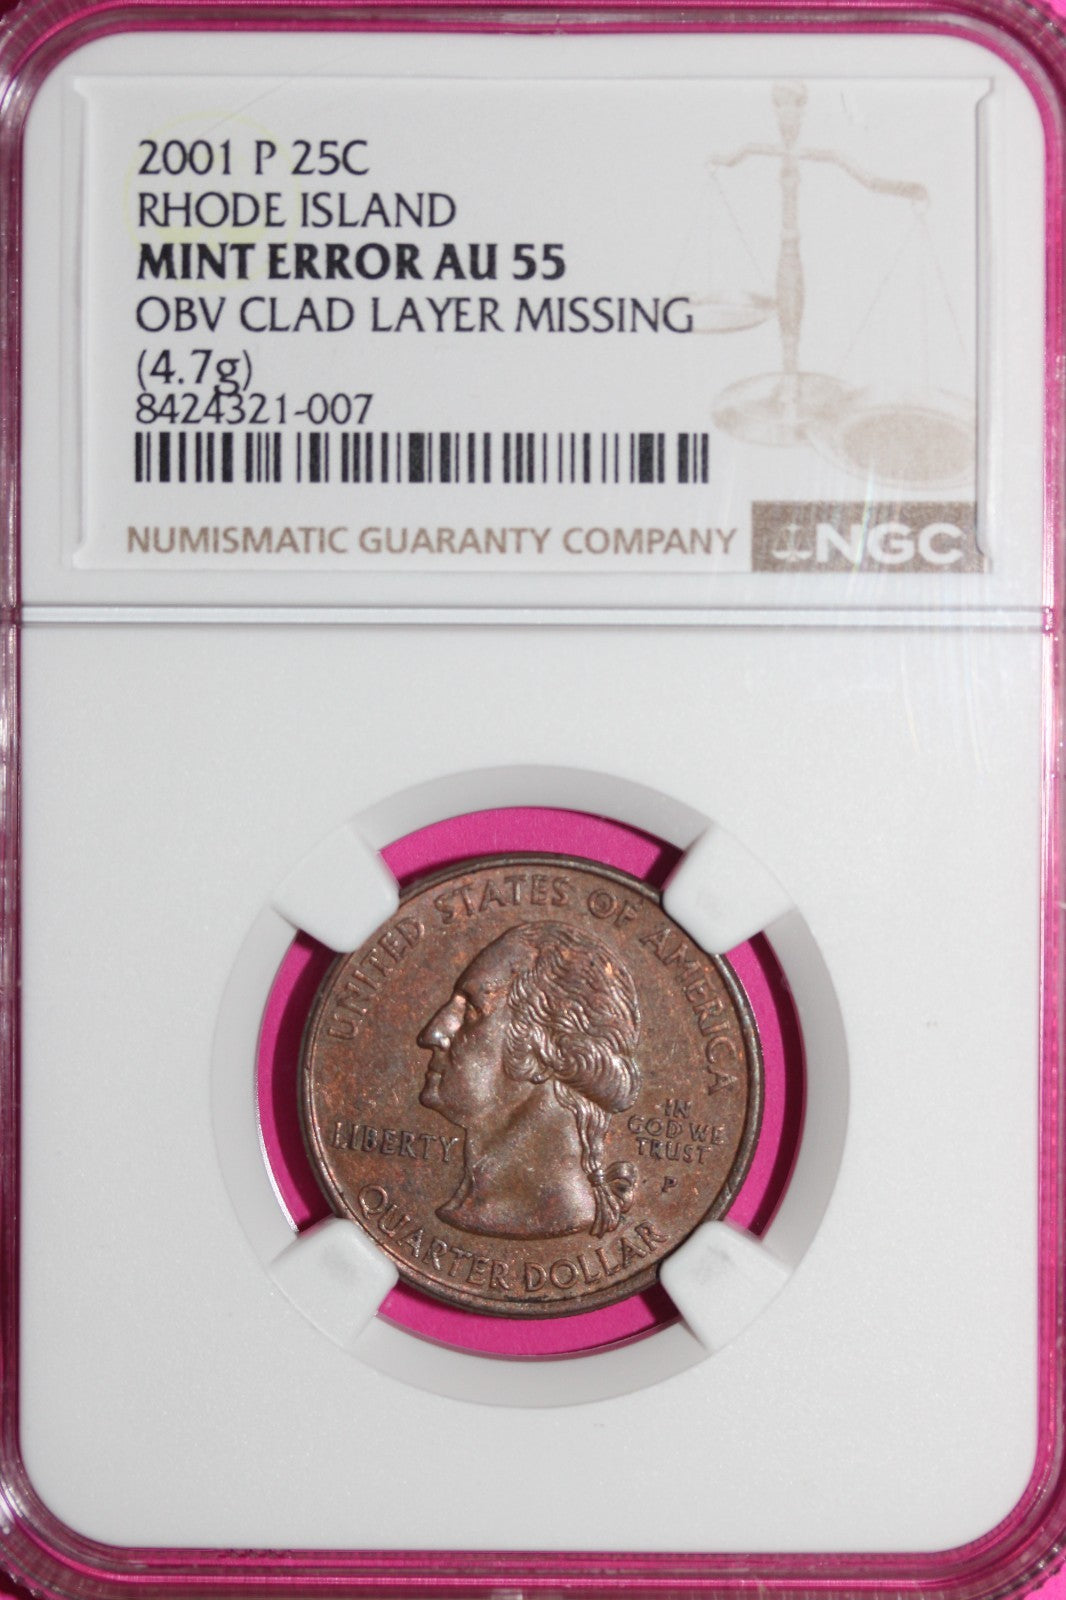 2001 P 25C
RHODE ISLAND
MINT ERROR AU 55
OBV CLAD LAYER MISSING
(4.7g)
8424321-007
NUMISMATIC GUARANTY COMPANY
NGC
UNITED STATES OF AMERICA
LIBERTY
IN
GOD WE
TRUST
P
QUARTER DOLLAR